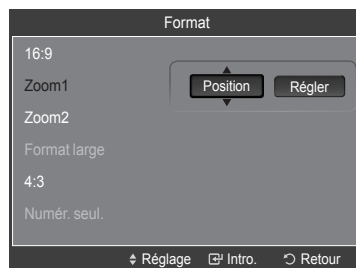 Format
16:9
Zoom1
Position Régler
Zoom2
Format large
4:3
Numér. seul.
Réglage Intro. Retour